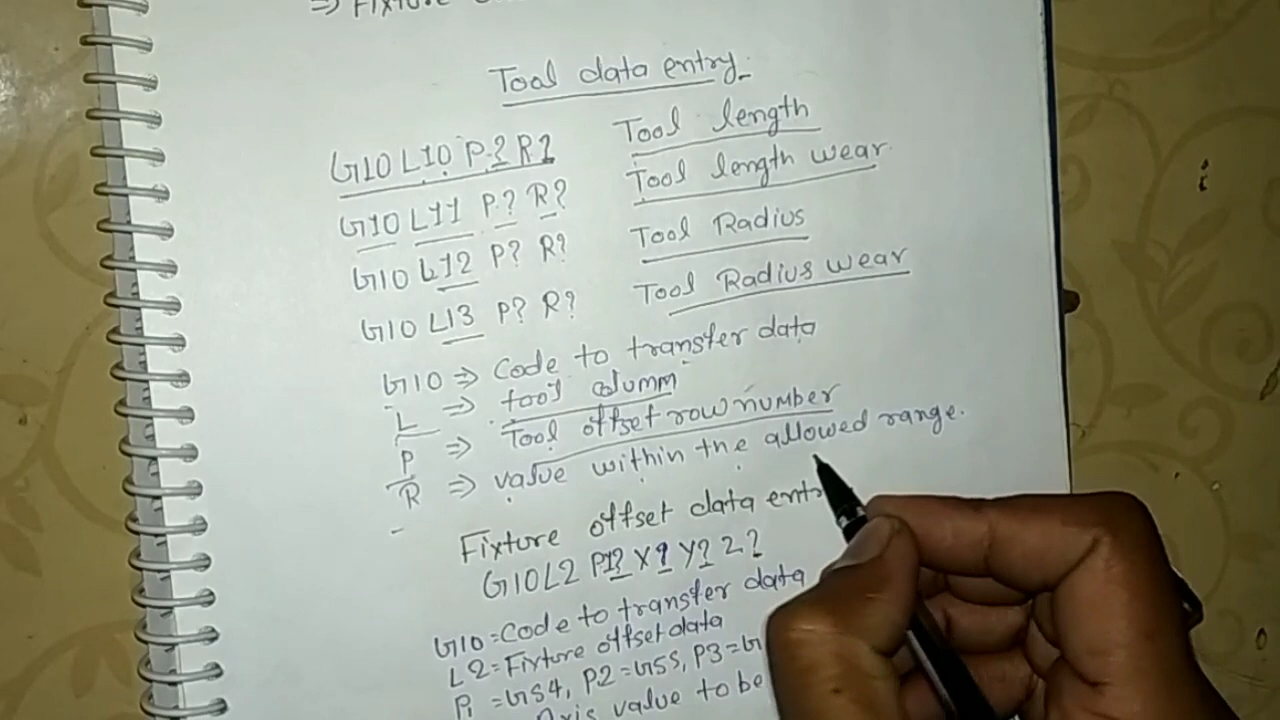 ⇒ Fixture
Tool data entry
G10 L10 P? R? Tool length
G10 L11 P? R? Tool length wear
G10 L12 P? R? Tool Radius
G10 L13 P? R? Tool Radius wear
G10 ⇒ Code to transfer data
L ⇒ tool column
P ⇒ Tool offset row number
R ⇒ value within the allowed range.
Fixture offset data entr
G10L2 P1? X? Y? Z?
G10=Code to transfer data
L2=Fixture offset data
P1 =G54, P2=G55, P3=G
Axis value to be